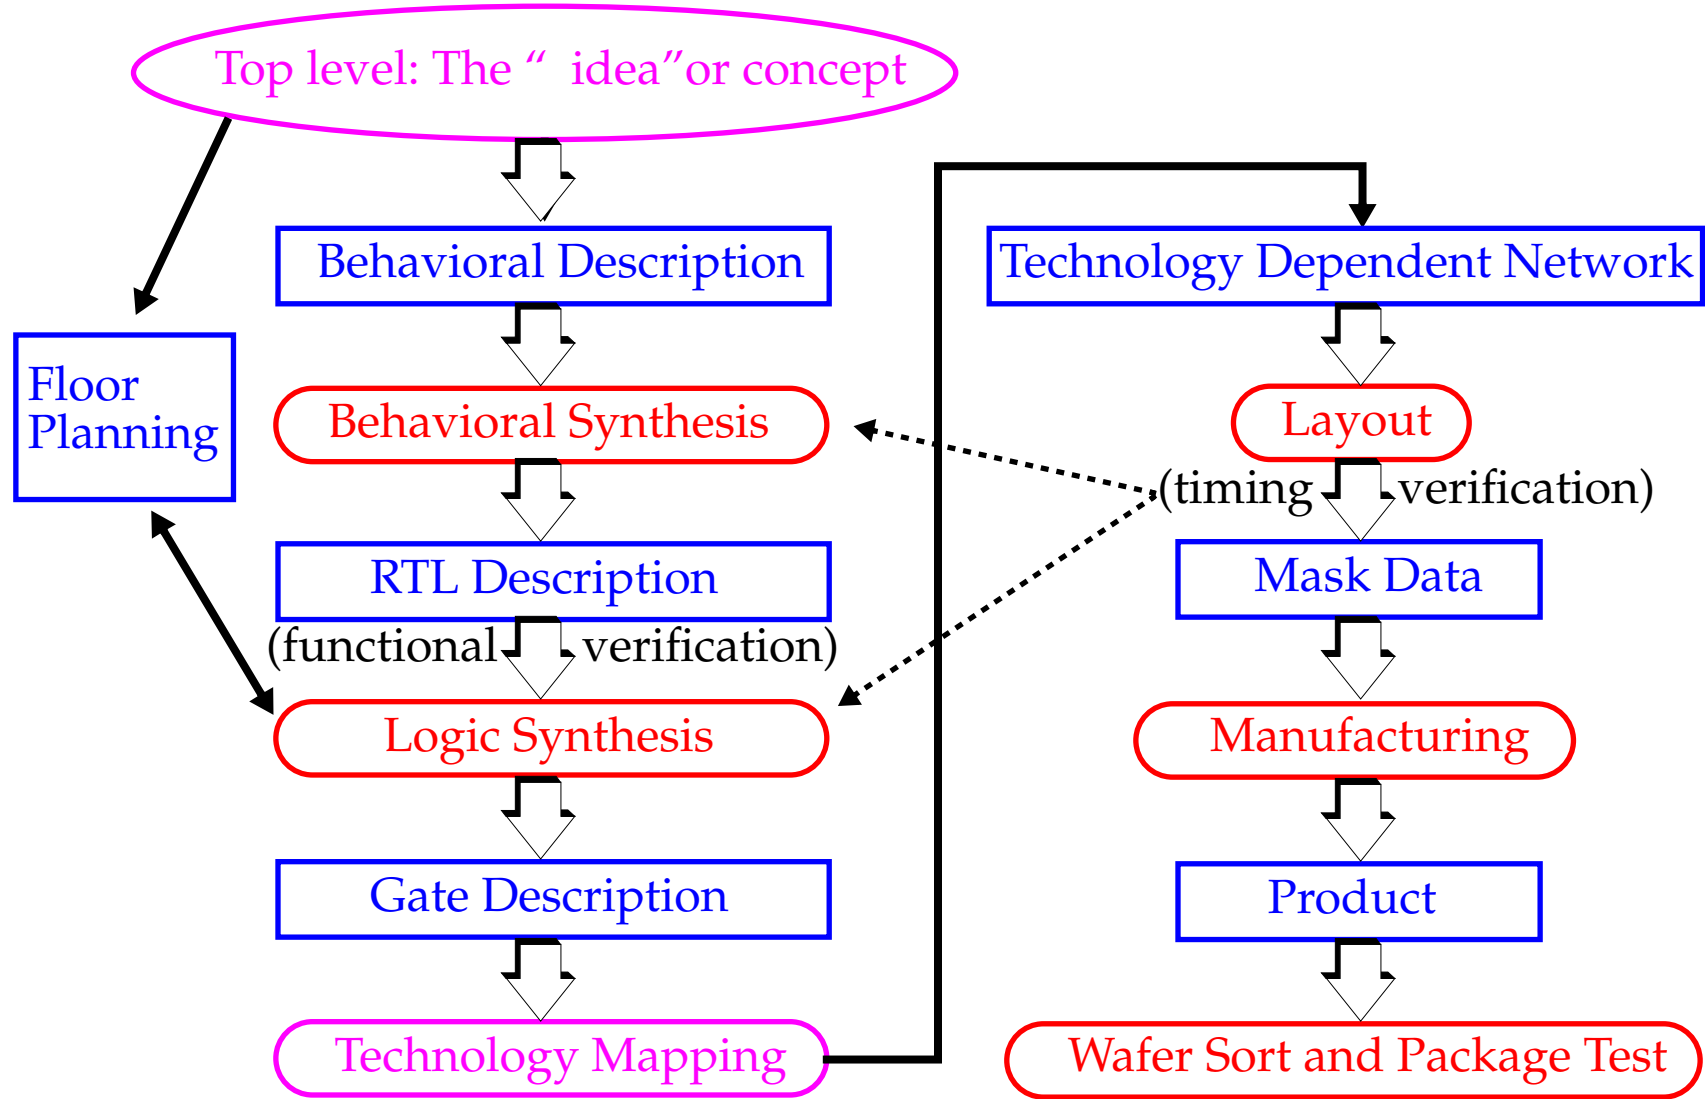 Top level: The “ idea”or concept
Behavioral Description
Technology Dependent Network
Floor
Planning
Behavioral Synthesis
Layout
(timing verification)
RTL Description
Mask Data
(functional verification)
Logic Synthesis
Manufacturing
Gate Description
Product
Technology Mapping
Wafer Sort and Package Test